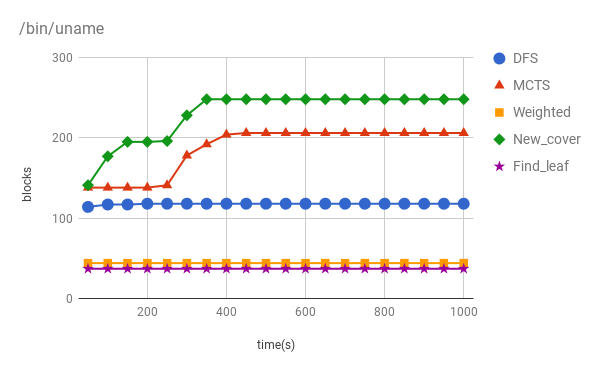 /bin/uname
300
200
100
0
blocks
200
400
600
800
1000
time(s)
DFS
MCTS
Weighted
New_cover
Find_leaf